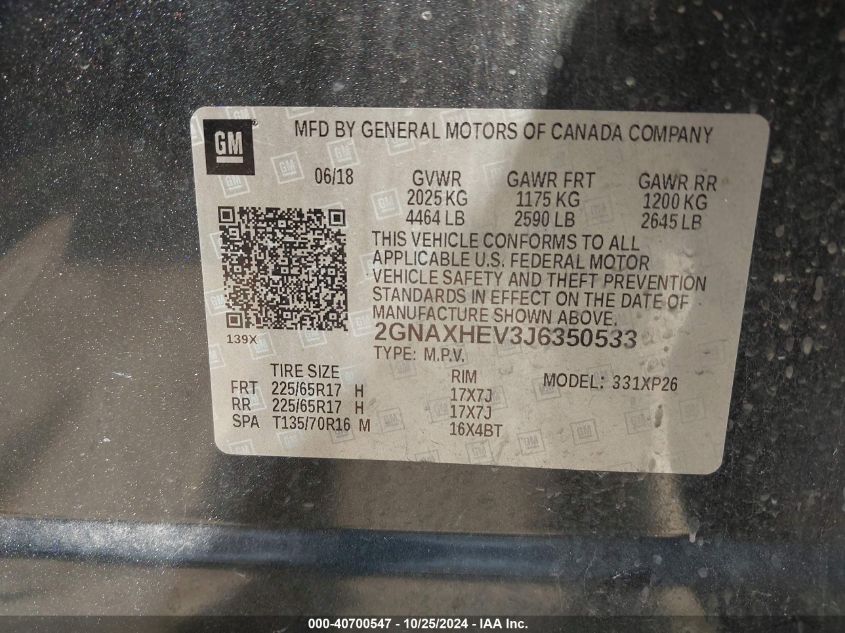 GM
MFD BY GENERAL MOTORS OF CANADA COMPANY
06/18 GVWR GAWR FRT GAWR RR
2025 KG 1175 KG 1200 KG
4464 LB 2590 LB 2645 LB
THIS VEHICLE CONFORMS TO ALL
APPLICABLE U.S. FEDERAL MOTOR
VEHICLE SAFETY AND THEFT PREVENTION
STANDARDS IN EFFECT ON THE DATE OF
MANUFACTURE SHOWN ABOVE.
139X
2GNAXHEV3J6350533
TYPE: M.P.V.
TIRE SIZE RIM MODEL: 331XP26
FRT 225/65R17 H 17X7J
RR 225/65R17 H 17X7J
SPA T135/70R16 M 16X4BT
000-40700547 - 10/25/2024 - IAA Inc.